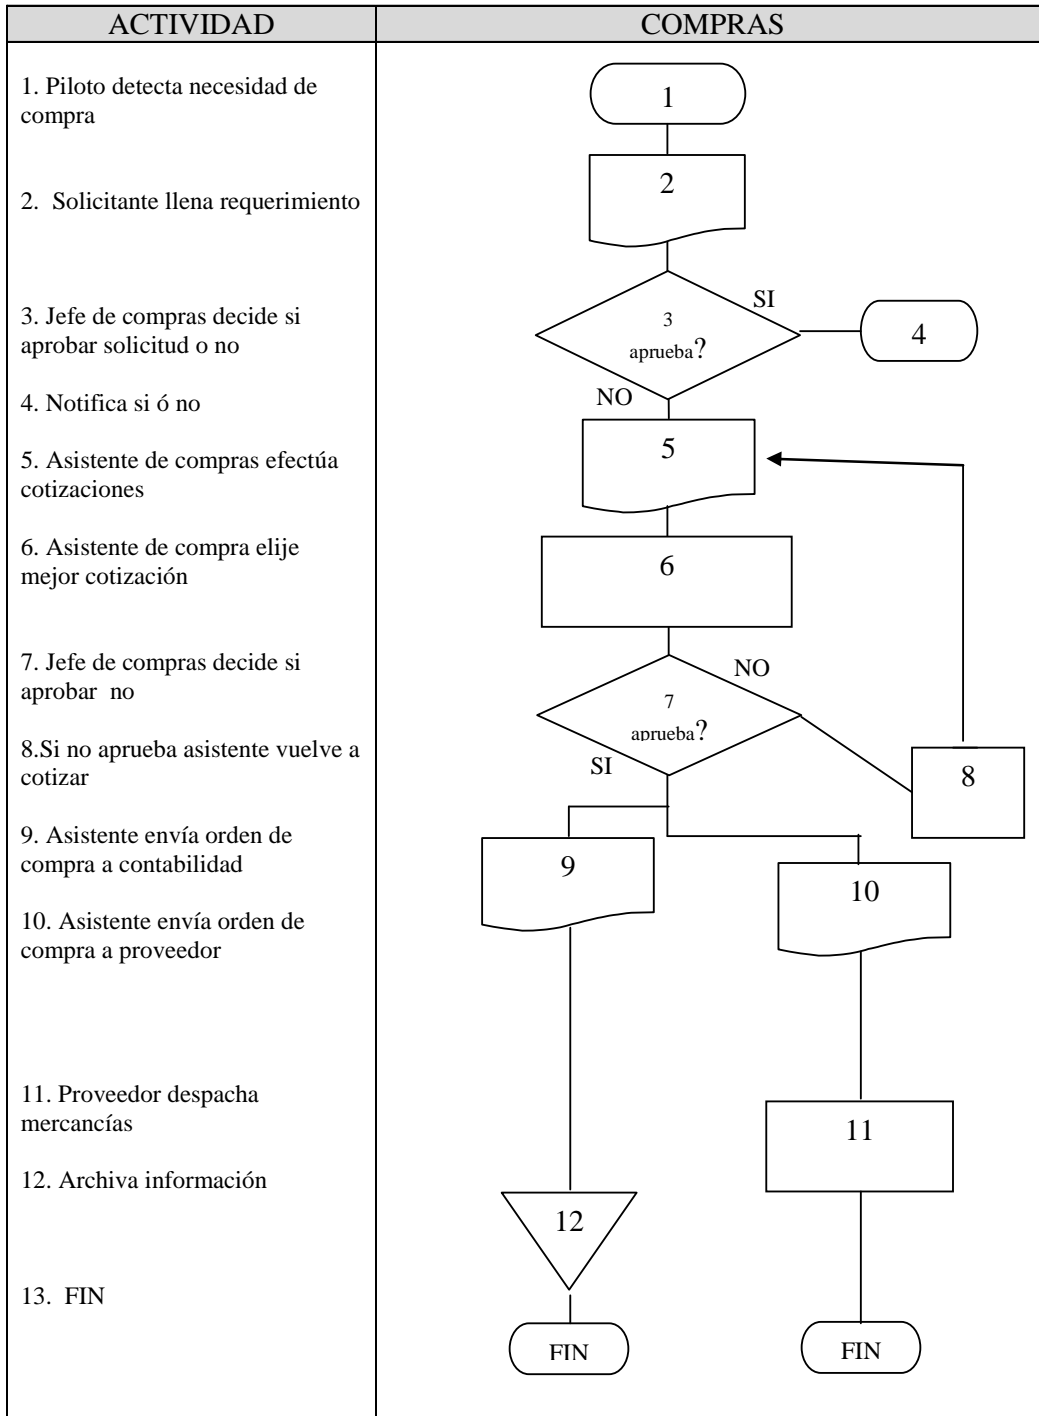 ACTIVIDAD
COMPRAS
1. Piloto detecta necesidad de
compra
2.  Solicitante llena requerimiento
3. Jefe de compras decide si
aprobar solicitud o no
4. Notifica si ó no
5. Asistente de compras efectúa
cotizaciones
6. Asistente de compra elije
mejor cotización
7. Jefe de compras decide si
aprobar  no
8.Si no aprueba asistente vuelve a
cotizar
9. Asistente envía orden de
compra a contabilidad
10. Asistente envía orden de
compra a proveedor
11. Proveedor despacha
mercancías
12. Archiva información
13.  FIN
1
2
SI
3
aprueba?
4
NO
5
6
NO
7
aprueba?
SI
8
9
10
11
12
FIN
FIN